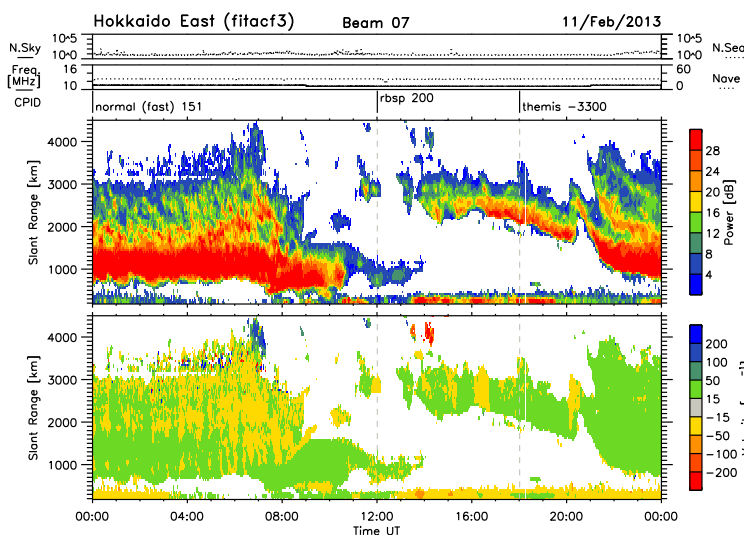 Hokkaido East (fitacf3) Beam 07 11/Feb/2013
N.Sky 10^5 10^0 10^5 10^0 N.Sea
Freq. [MHz] 16 10 60 0 Nave
CPID normal (fast) 151 rbsp 200 themis -3300
Slant Range [km]
4000
3000
2000
1000
28
24
20
16
12
8
4
Power [dB]
Slant Range [km]
4000
3000
2000
1000
200
100
50
15
-15
-50
-100
-200
00:00 04:00 08:00 12:00 16:00 20:00 00:00
Time UT